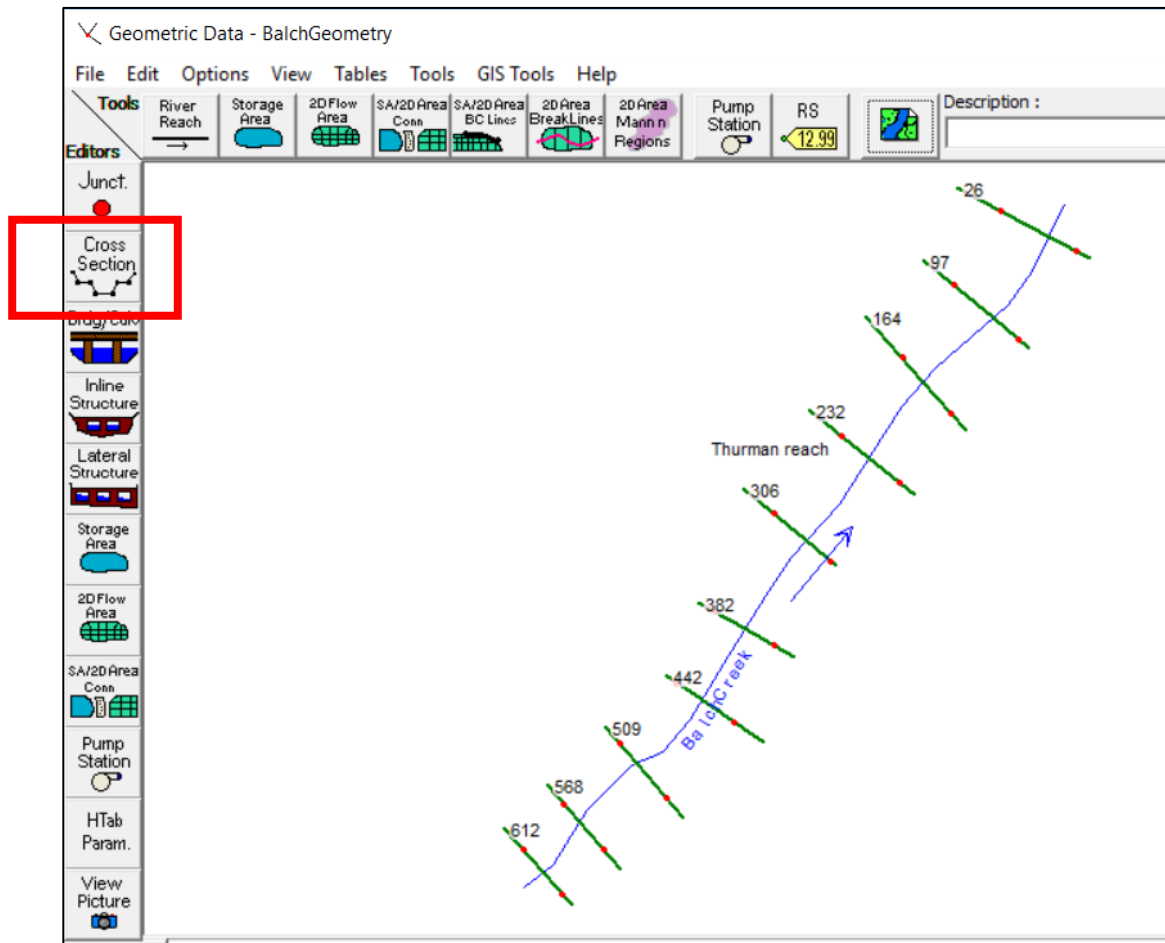 Geometric Data - BalchGeometry
File Edit Options View Tables Tools GIS Tools Help
Tools
Editors
River
Reach
Storage
Area
2D Flow
Area
SA/2D Area
Conn
SA/2D Area
BC Lines
2D Area
BreakLines
2D Area
Mann n
Regions
Pump
Station
RS
12.99
Description :
Junct.
Cross
Section
Brdg/Culv
Inline
Structure
Lateral
Structure
Storage
Area
2D Flow
Area
SA/2D Area
Conn
Pump
Station
HTab
Param.
View
Picture
26
97
164
232
Thurman reach
306
382
442
BalchCreek
509
568
612